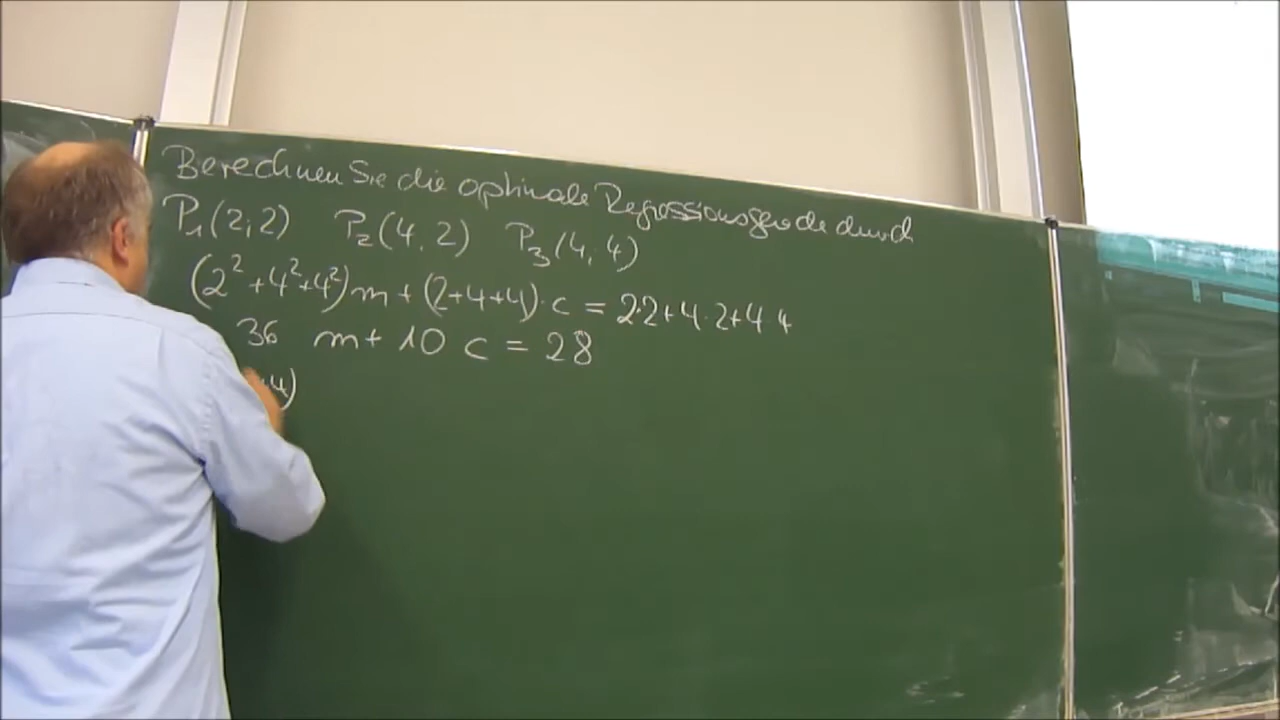 Berechnen Sie die optimale Regressionsgerade durch
P₁(2,2) P₂(4,2) P₃(4,4)
(2²+4²+4²)m + (2+4+4)·c = 2·2+4·2+4 4
36 m + 10 c = 28
4)